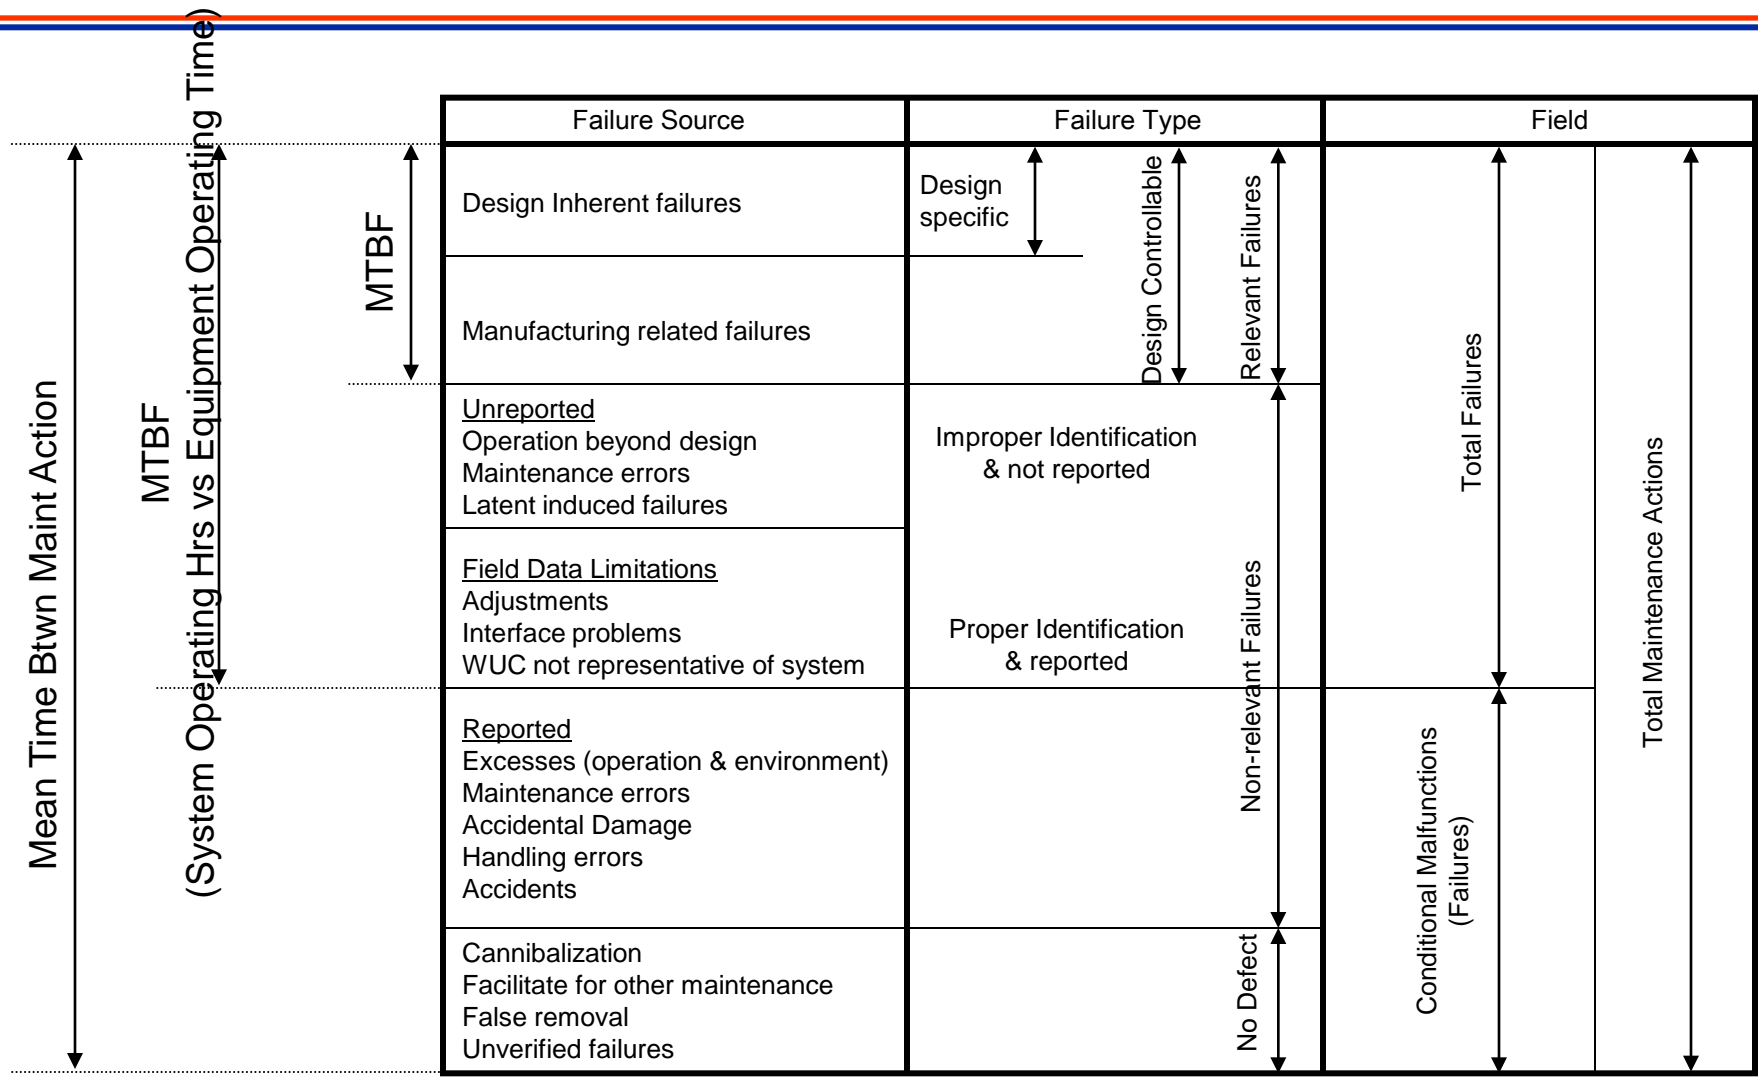 Failure Source
Failure Type
Field
Mean Time Btwn Maint Action
MTBF
(System Operating Hrs vs Equipment Operating Time)
MTBF
Design Inherent failures
Design
specific
Design Controllable
Relevant Failures
Manufacturing related failures
Unreported
Operation beyond design
Maintenance errors
Latent induced failures
Improper Identification
& not reported
Field Data Limitations
Adjustments
Interface problems
WUC not representative of system
Proper Identification
& reported
Non-relevant Failures
Reported
Excesses (operation & environment)
Maintenance errors
Accidental Damage
Handling errors
Accidents
Cannibalization
Facilitate for other maintenance
False removal
Unverified failures
No Defect
Total Failures
Conditional Malfunctions
(Failures)
Total Maintenance Actions